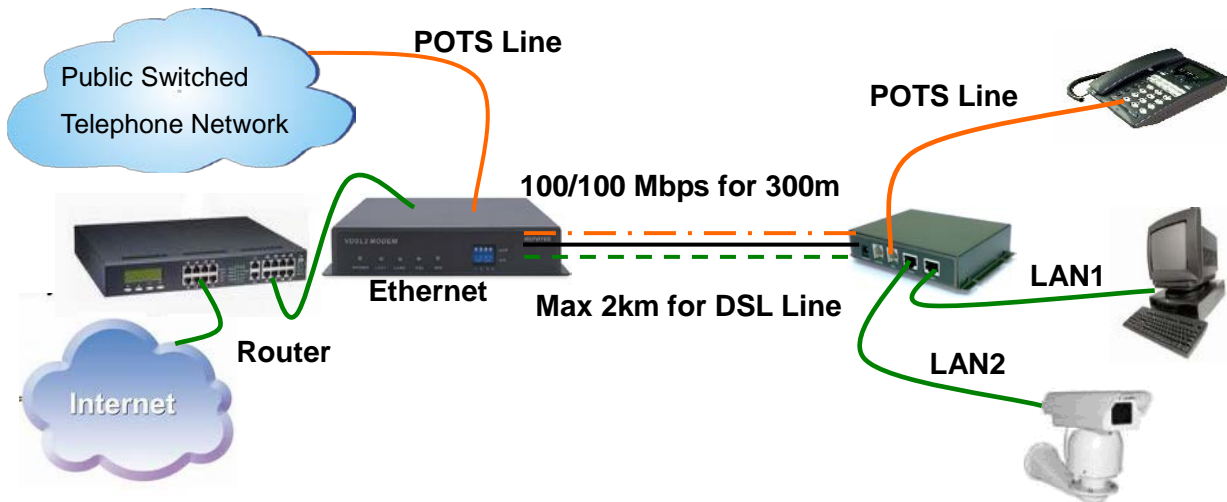 POTS Line
Public Switched
Telephone Network
POTS Line
100/100 Mbps for 300m
VDSL2 MODEM
Ethernet
Max 2km for DSL Line
LAN1
Router
LAN2
Internet